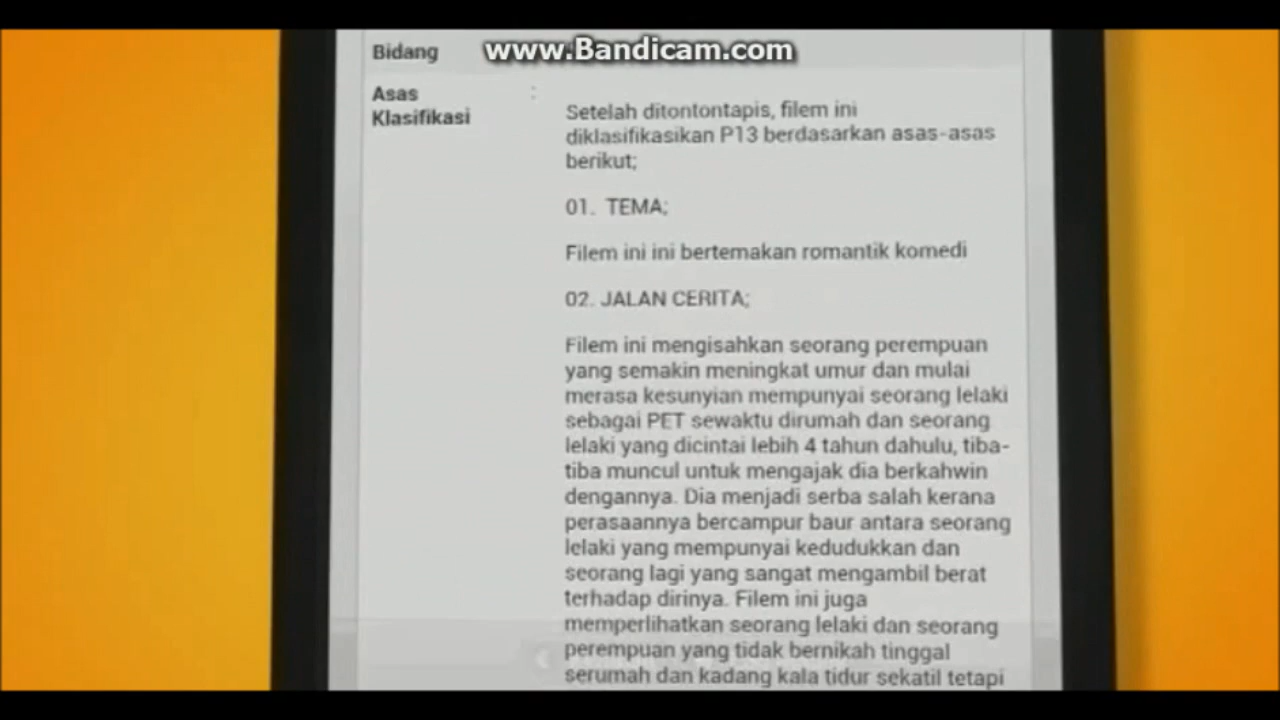 www.Bandicam.com
Bidang
Asas
Klasifikasi
:
Setelah ditontontapis, filem ini
diklasifikasikan P13 berdasarkan asas-asas
berikut;
01. TEMA;
Filem ini ini bertemakan romantik komedi
02. JALAN CERITA;
Filem ini mengisahkan seorang perempuan
yang semakin meningkat umur dan mulai
merasa kesunyian mempunyai seorang lelaki
sebagai PET sewaktu dirumah dan seorang
lelaki yang dicintai lebih 4 tahun dahulu, tiba-
tiba muncul untuk mengajak dia berkahwin
dengannya. Dia menjadi serba salah kerana
perasaannya bercampur baur antara seorang
lelaki yang mempunyai kedudukkan dan
seorang lagi yang sangat mengambil berat
terhadap dirinya. Filem ini juga
memperlihatkan seorang lelaki dan seorang
perempuan yang tidak bernikah tinggal
serumah dan kadang kala tidur sekatil tetapi